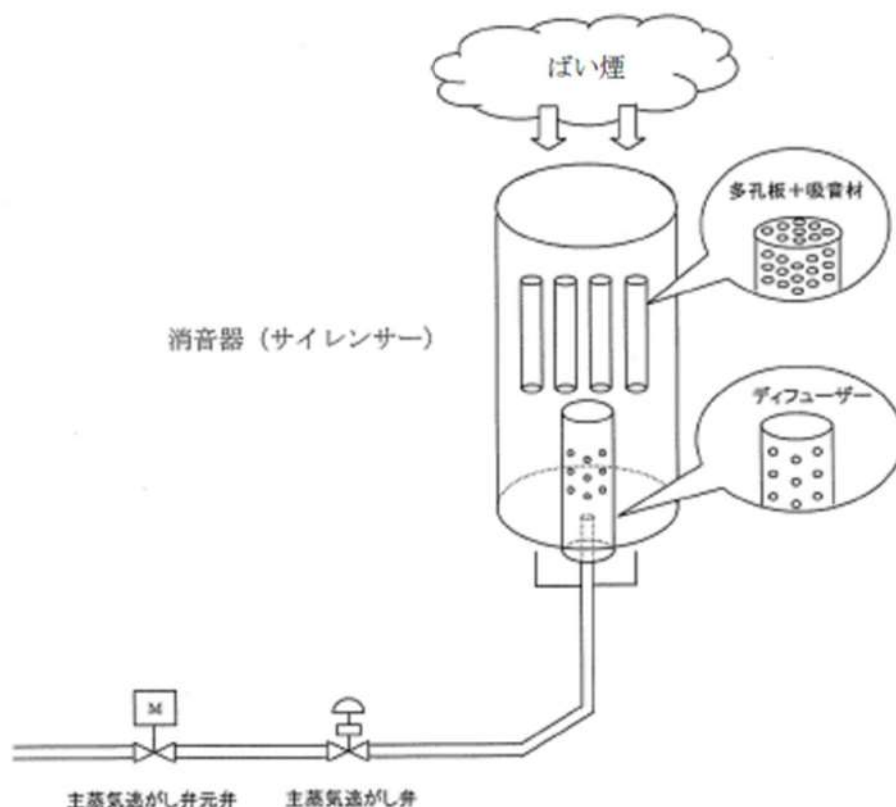 ばい煙
多孔板+吸音材
消音器（サイレンサー）
ディフューザー
M
主蒸気逃がし弁元弁
主蒸気逃がし弁